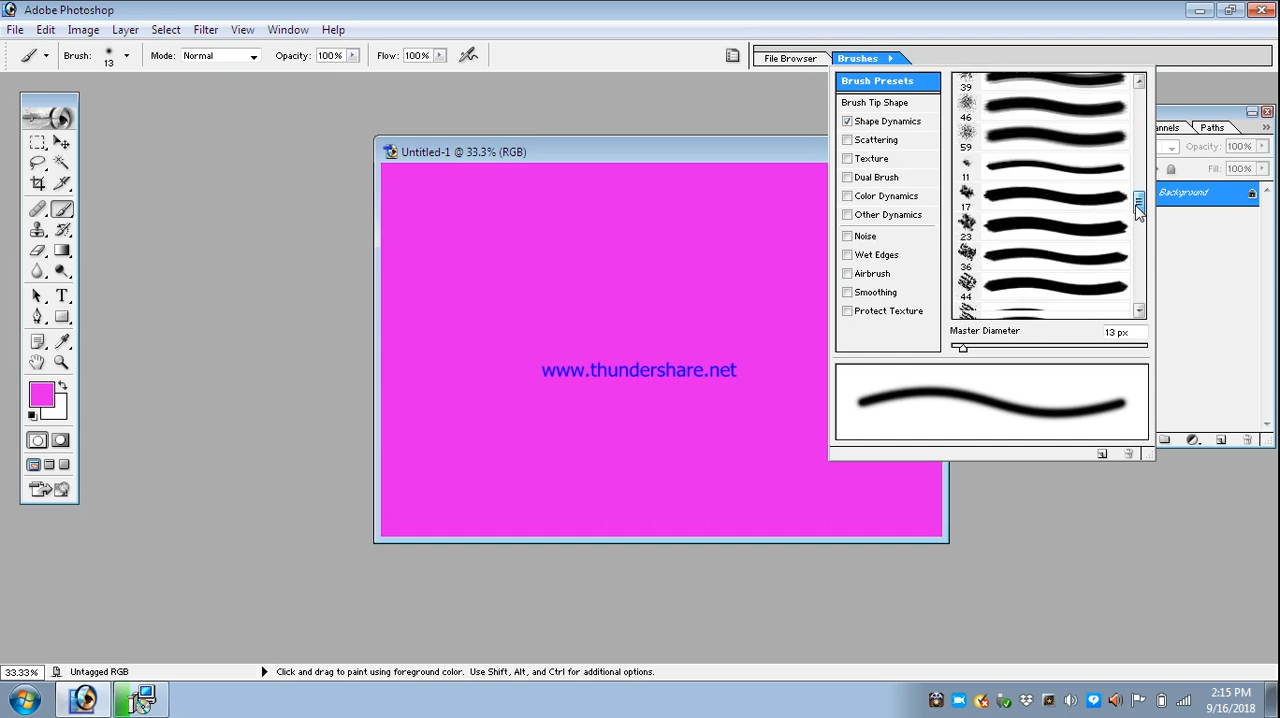 Adobe Photoshop
File Edit Image Layer Select Filter View Window Help
Brush: 13 Mode: Normal Opacity: 100% Flow: 100% File Browser Brushes
Brush Presets
Brush Tip Shape
Shape Dynamics
Scattering
Texture
Dual Brush
Color Dynamics
Other Dynamics
Noise
Wet Edges
Airbrush
Smoothing
Protect Texture
39
46
59
11
17
23
36
44
Master Diameter 13 px
nnels Paths
Opacity: 100%
Fill: 100%
Background
Untitled-1 @ 33.3% (RGB)
www.thundershare.net
33.33% Untagged RGB Click and drag to paint using foreground color. Use Shift, Alt, and Ctrl for additional options.
2:15 PM
9/16/2018